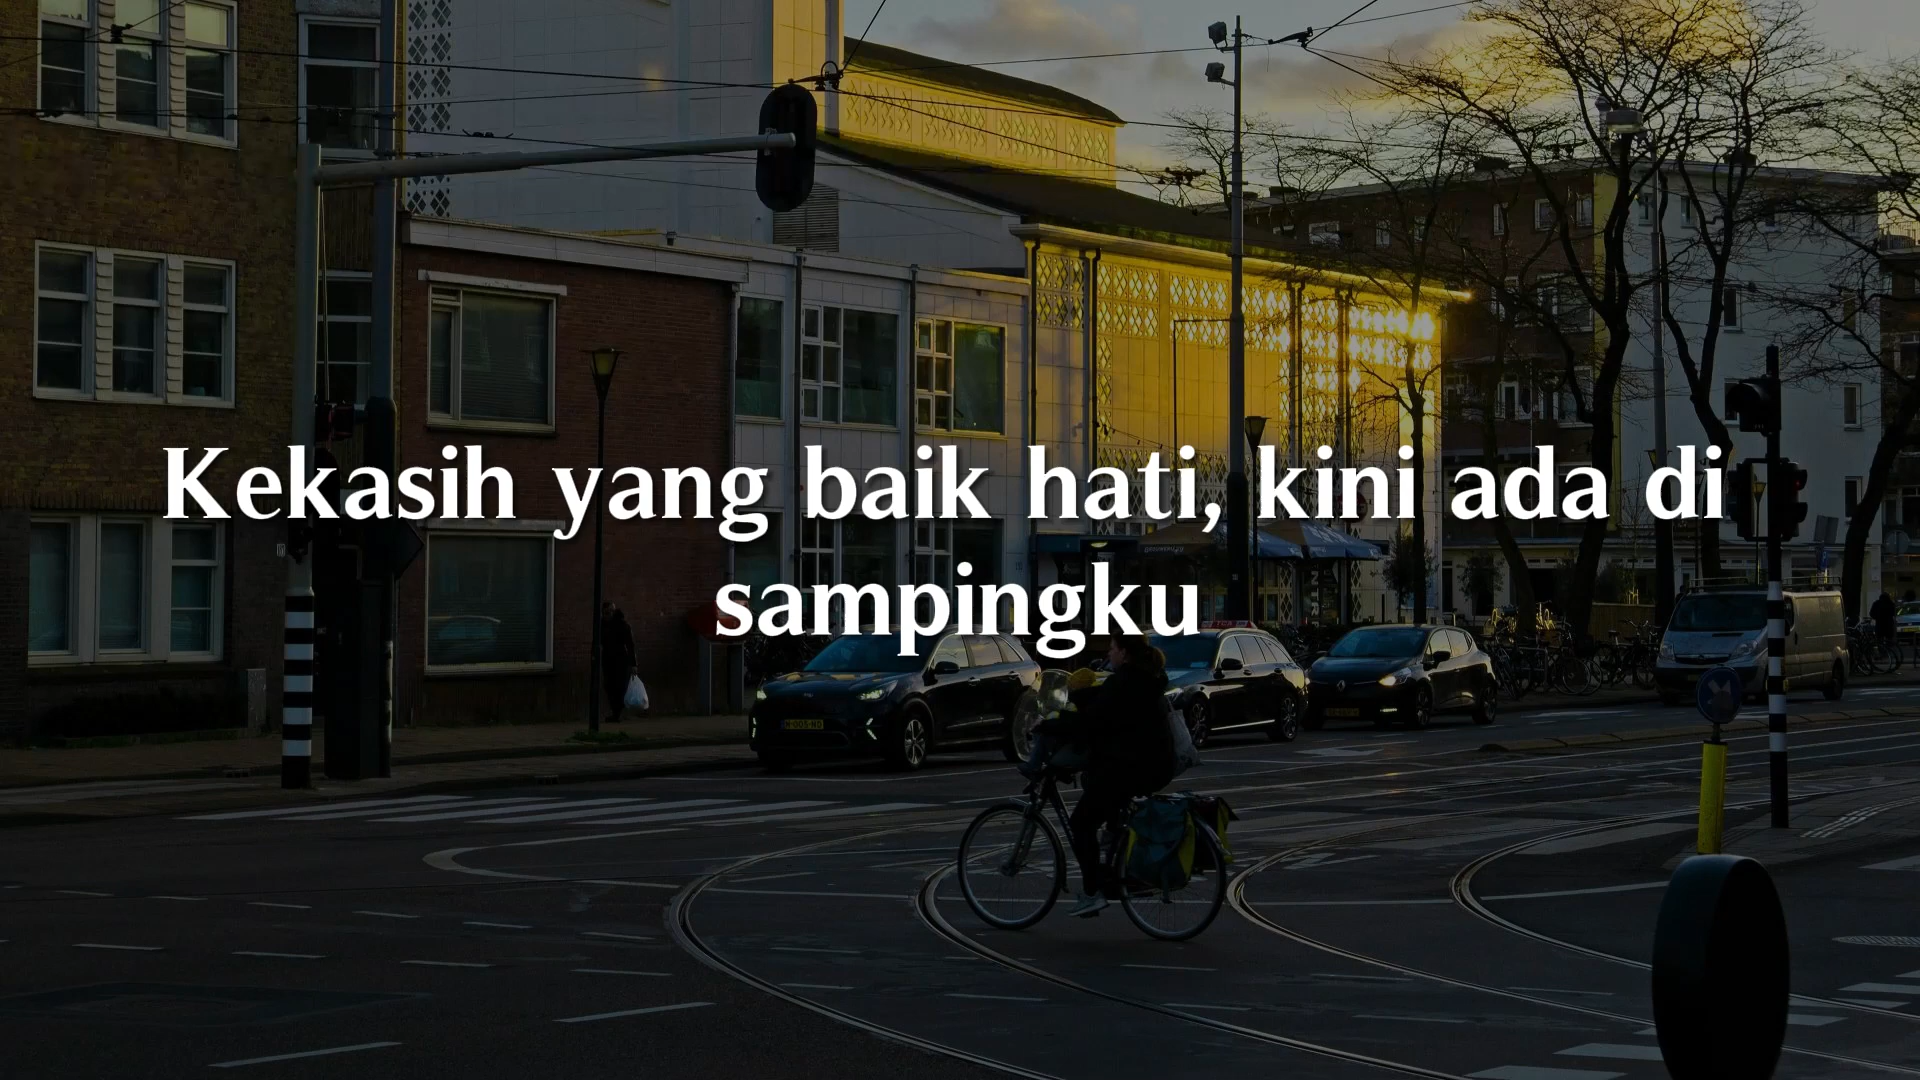 Kekasih yang baik hati, kini ada di
sampingku